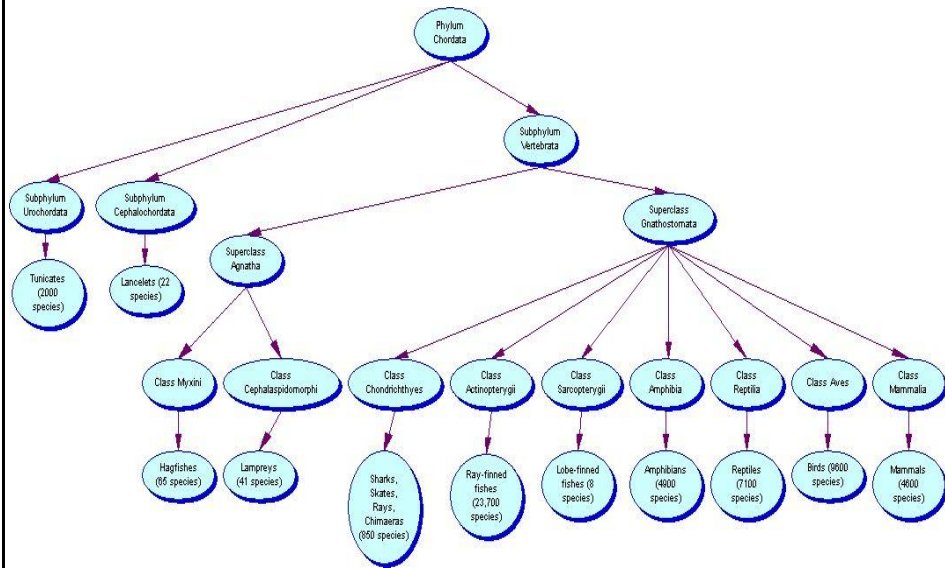 Phylum
Chordata
Subphylum
Vertebrata
Subphylum
Urochordata
Subphylum
Cephalochordata
Superclass
Gnathostomata
Superclass
Agnatha
Tunicates
(2000
species)
Lancelets (22
species)
Class Myxini
Class
Cephalaspidomorphi
Class
Chondrichthyes
Class
Actinopterygii
Class
Sarcopterygii
Class
Amphibia
Class
Reptilia
Class Aves
Class
Mammalia
Hagfishes
(65 species)
Lampreys
(41 species)
Sharks,
Skates,
Rays,
Chimaeras
(850 species)
Ray-finned
fishes
(23,700
species)
Lobe-finned
fishes (8
species)
Amphibians
(4900
species)
Reptiles
(7100
species)
Birds (9600
species)
Mammals
(4600
species)